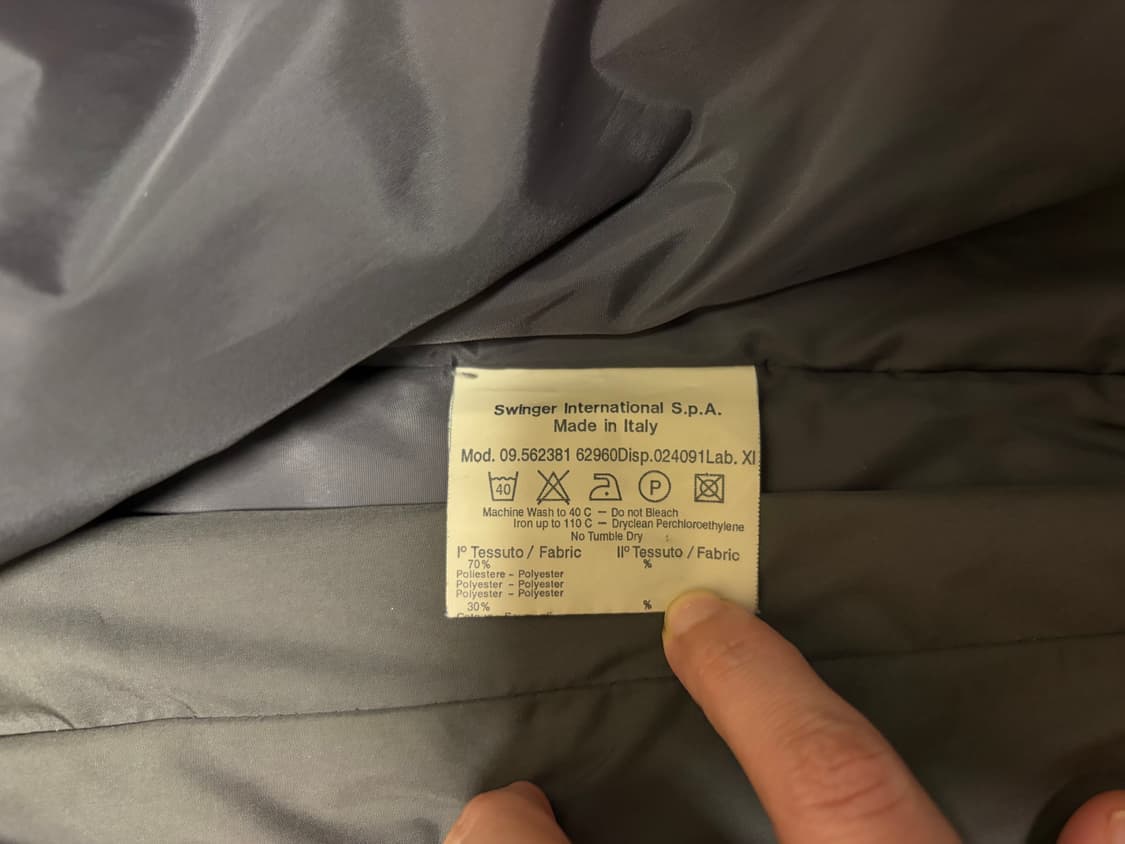 Swinger International S.p.A.
Made in Italy
Mod. 09.562381 62960Disp.024091Lab. XI
40 P
Machine Wash to 40 C – Do not Bleach
Iron up to 110 C – Dryclean Perchloroethylene
No Tumble Dry
Iº Tessuto / Fabric IIº Tessuto / Fabric
70% %
Poliestere - Polyester
Polyester - Polyester
Polyester - Polyester
30% %